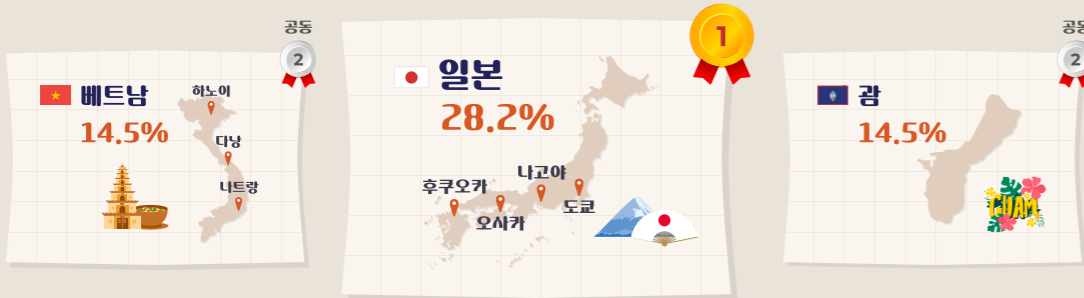 공동
2
베트남
14.5%
하노이
다낭
나트랑
1
일본
28.2%
후쿠오카
오사카
나고야
도쿄
공동
2
괌
14.5%
GUAM